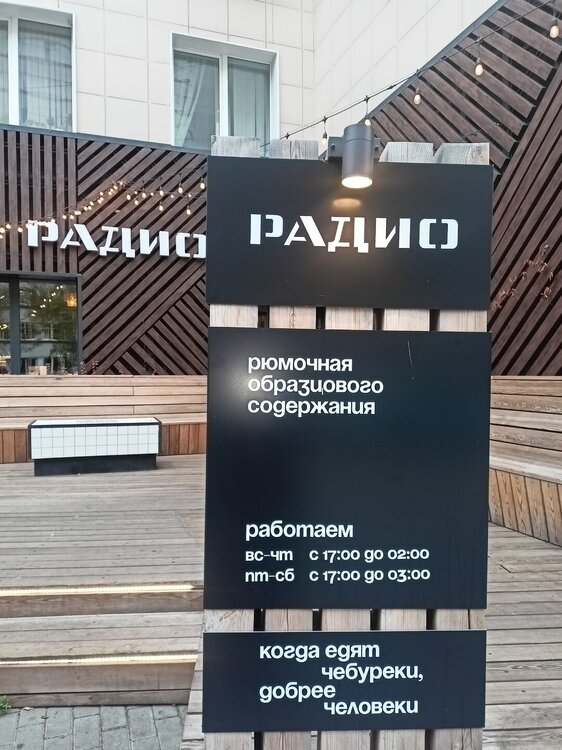 РАДИО
РАДИО
рюмочная
образцового
содержания
работаем
вс-чт с 17:00 до 02:00
пт-сб с 17:00 до 03:00
когда едят
чебуреки,
добрее
человеки